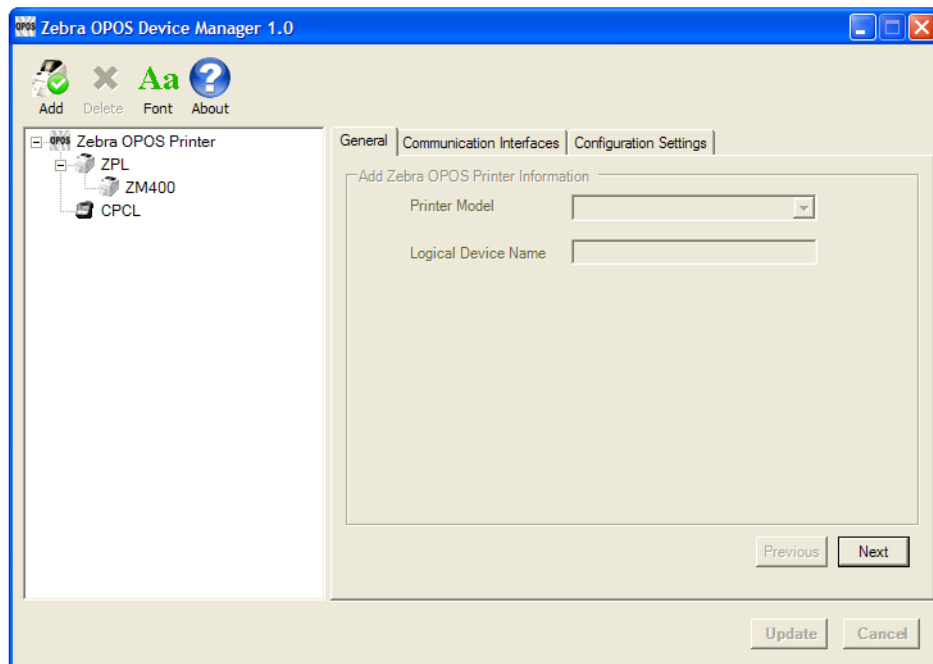 OPOS Zebra OPOS Device Manager 1.0
Aa ?
Add Delete Font About
OPOS Zebra OPOS Printer
ZPL
ZM400
CPCL
General Communication Interfaces Configuration Settings
Add Zebra OPOS Printer Information
Printer Model
Logical Device Name
Previous Next
Update Cancel